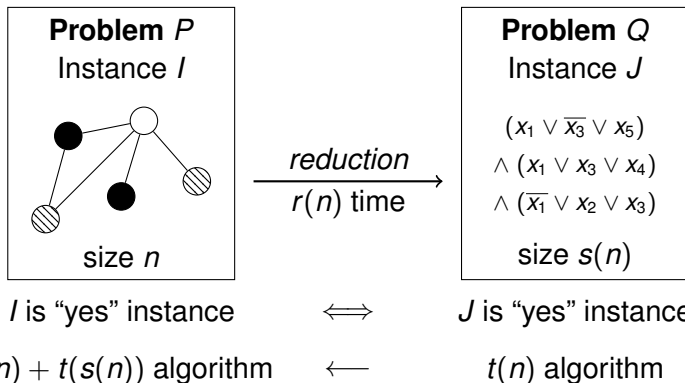 Problem P
Instance I
size n
reduction
r(n) time
Problem Q
Instance J
(x₁ ∨ x̅₃ ∨ x₅)
∧ (x₁ ∨ x₃ ∨ x₄)
∧ (x̅₁ ∨ x₂ ∨ x₃)
size s(n)
I is “yes” instance ⟺ J is “yes” instance
n) + t(s(n)) algorithm ⟵ t(n) algorithm